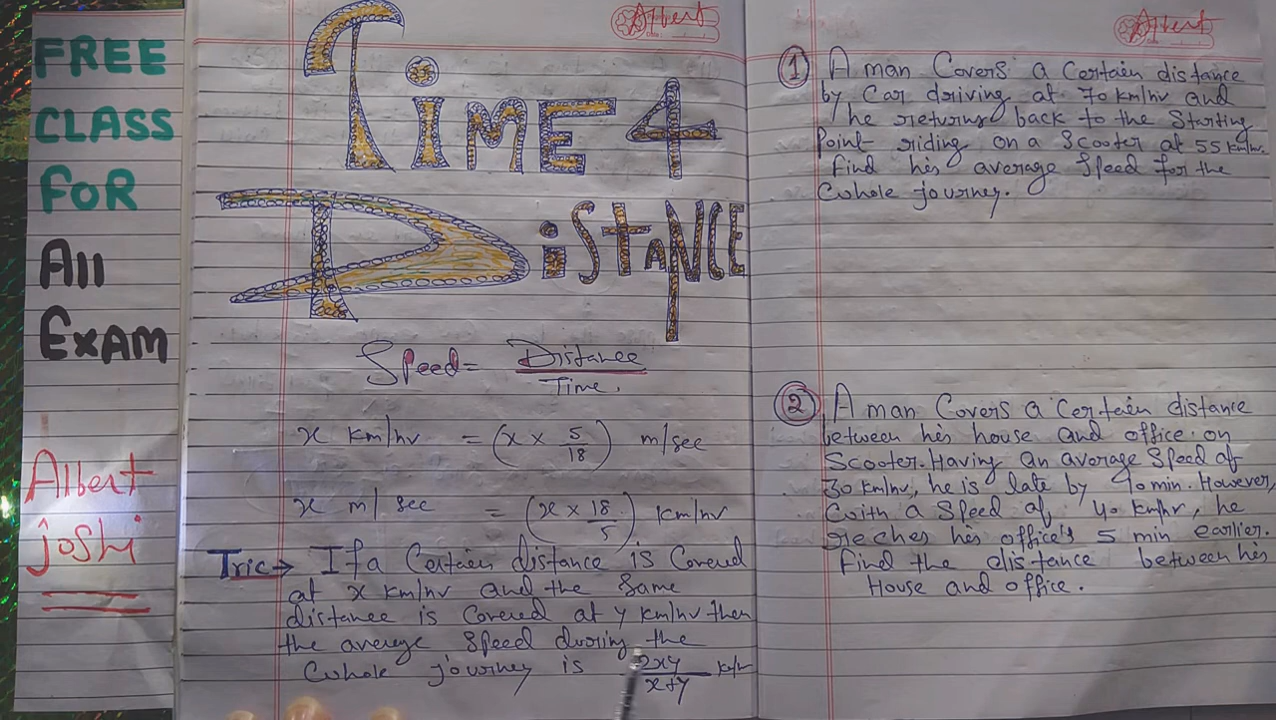 FREE
CLASS
FOR
All
EXAM
Albert
joshi
TiME 4
DiStANCE
Speed = Distance
Time.
x km/hr = (x × 5/18) m/sec
x m/sec = (x × 18/5) km/hr
Tric→ If a Certain distance is Covered
at x km/hr and the Same
distance is Covered at y km/hr then
the average Speed during the
Whole journey is 2xy/x+y km/hr
Albert
Albert
1 A man Covers a Certain distance
by Car driving at 70 km/hr and
he returns back to the Starting
Point riding on a Scooter at 55 km/hr.
find his average Speed for the
Whole journey.
2 A man Covers a Certain distance
between his house and office on
Scooter. Having an average Speed of
30 km/hr, he is late by 10 min. However,
with a Speed of 40 km/hr, he
reches his office's 5 min earlier.
find the distance between his
House and office.